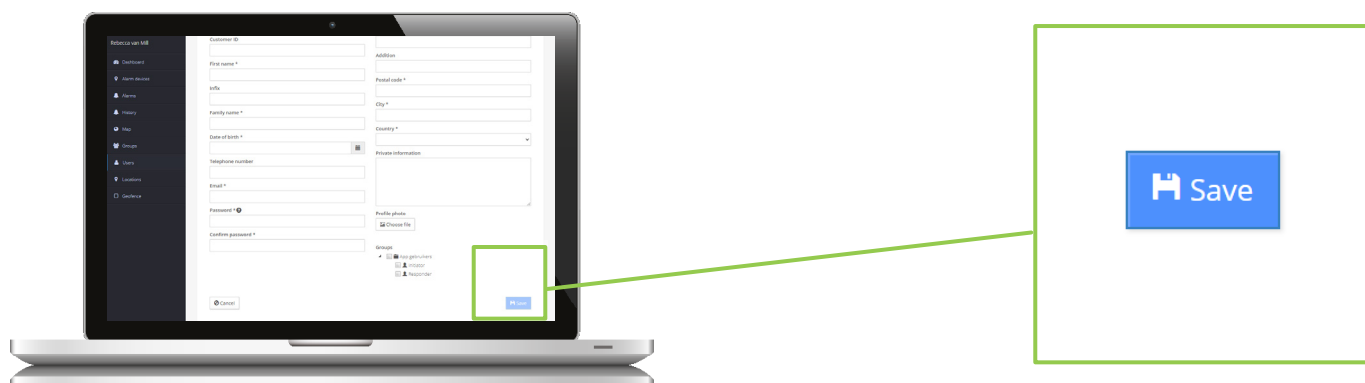 Rebecca van Mill
Dashboard
Alarm devices
Alarms
History
Map
Groups
Users
Locations
Geofence
Customer ID
First name *
Infix
Family name *
Date of birth *
Telephone number
Email *
Password *
Confirm password *
Cancel
Addition
Postal code *
City *
Country *
Private information
Profile photo
Choose file
Groups
App gebruikers
Initiator
Responder
Save
Save